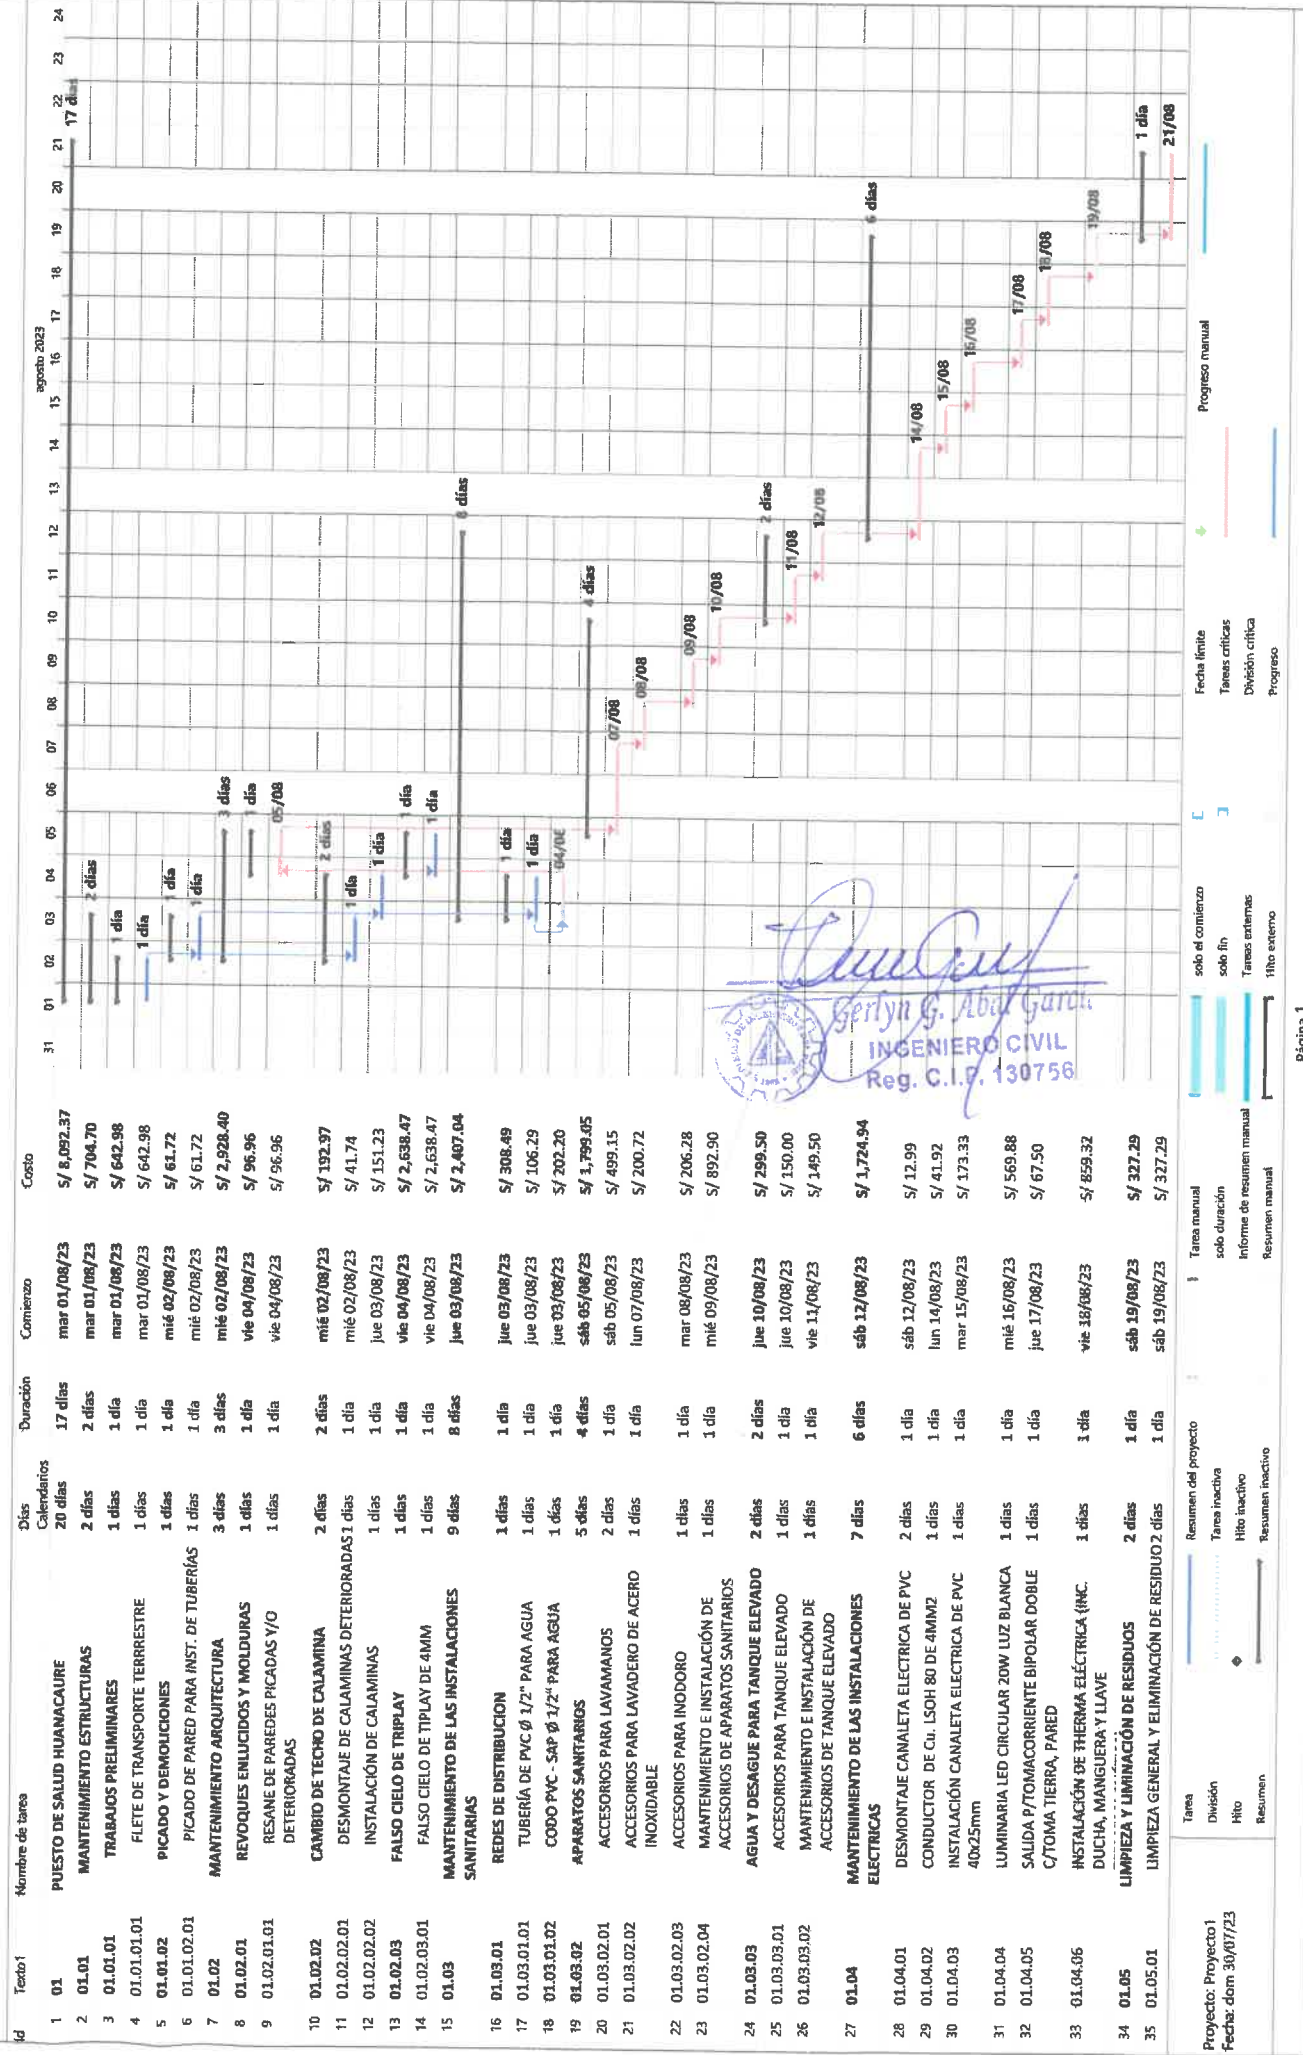 Id Texto1 Nombre de tarea Días Calendarios Duración Comienzo Costo
agosto 2023
31 01 02 03 04 05 06 07 08 09 10 11 12 13 14 15 16 17 18 19 20 21 22 23 24
1 01 PUESTO DE SALUD HUANACAURE 20 días 17 días mar 01/08/23 S/ 8,092.37 17 días
2 01.01 MANTENIMIENTO ESTRUCTURAS 2 días 2 días mar 01/08/23 S/ 704.70 2 días
3 01.01.01 TRABAJOS PRELIMINARES 1 días 1 día mar 01/08/23 S/ 642.98 1 día
4 01.01.01.01 FLETE DE TRANSPORTE TERRRESTRE 1 días 1 día mar 01/08/23 S/ 642.98 1 día
5 01.01.02 PICADO Y DEMOLICIONES 1 días 1 día mié 02/08/23 S/ 61.72 1 día
6 01.01.02.01 PICADO DE PARED PARA INST. DE TUBERÍAS 1 días 1 día mié 02/08/23 S/ 61.72 1 día
7 01.02 MANTENIMIENTO ARQUITECTURA 3 días 3 días mié 02/08/23 S/ 2,928.40 3 días
8 01.02.01 REVOQUES ENLUCIDOS Y MOLDURAS 1 días 1 día vie 04/08/23 S/ 96.96 1 día
9 01.02.01.01 RESANE DE PAREDES PICADAS Y/O 1 días 1 día vie 04/08/23 S/ 96.96 05/08
DETERIORADAS
10 01.02.02 CAMBIO DE TECHO DE CALAMINA 2 días 2 días mié 02/08/23 S/ 192.97 2 días
11 01.02.02.01 DESMONTAJE DE CALAMINAS DETERIORADAS 1 días 1 día mié 02/08/23 S/ 41.74 1 día
12 01.02.02.02 INSTALACIÓN DE CALAMINAS 1 días 1 día jue 03/08/23 S/ 151.23 1 día
13 01.02.03 FALSO CIELO DE TRIPLAY 1 días 1 día vie 04/08/23 S/ 2,638.47 1 día
14 01.02.03.01 FALSO CIELO DE TIPLAY DE 4MM 1 días 1 día vie 04/08/23 S/ 2,638.47 1 día
15 01.03 MANTENIMIENTO DE LAS INSTALACIONES 9 días 8 días jue 03/08/23 S/ 2,407.04 8 días
SANITARIAS
16 01.03.01 REDES DE DISTRIBUCION 1 días 1 día jue 03/08/23 S/ 308.49 1 día
17 01.03.01.01 TUBERÍA DE PVC Ø 1/2" PARA AGUA 1 días 1 día jue 03/08/23 S/ 106.29 1 día
18 01.03.01.02 CODO PVC - SAP Ø 1/2" PARA AGUA 1 días 1 día jue 03/08/23 S/ 202.20 04/08
19 01.03.02 APARATOS SANITARIOS 5 días 4 días sáb 05/08/23 S/ 1,799.05 4 días
20 01.03.02.01 ACCESORIOS PARA LAVAMANOS 2 días 1 día sáb 05/08/23 S/ 499.15 07/08
21 01.03.02.02 ACCESORIOS PARA LAVADERO DE ACERO 1 días 1 día lun 07/08/23 S/ 200.72 08/08
INOXIDABLE
22 01.03.02.03 ACCESORIOS PARA INODORO 1 días 1 día mar 08/08/23 S/ 206.28 09/08
23 01.03.02.04 MANTENIMIENTO E INSTALACIÓN DE 1 días 1 día mié 09/08/23 S/ 892.90 10/08
ACCESORIOS DE APARATOS SANITARIOS
24 01.03.03 AGUA Y DESAGUE PARA TANQUE ELEVADO 2 días 2 días jue 10/08/23 S/ 299.50 2 días
25 01.03.03.01 ACCESORIOS PARA TANQUE ELEVADO 1 días 1 día jue 10/08/23 S/ 150.00 11/08
26 01.03.03.02 MANTENIMIENTO E INSTALACIÓN DE 1 días 1 día vie 11/08/23 S/ 149.50 12/08
ACCESORIOS DE TANQUE ELEVADO
27 01.04 MANTENIMIENTO DE LAS INSTALACIONES 7 días 6 días sáb 12/08/23 S/ 1,724.94 6 días
ELECTRICAS
28 01.04.01 DESMONTAJE CANALETA ELECTRICA DE PVC 2 días 1 día sáb 12/08/23 S/ 12.99 14/08
29 01.04.02 CONDUCTOR DE Cu. LSOH 80 DE 4MM2 1 días 1 día lun 14/08/23 S/ 41.92 15/08
30 01.04.03 INSTALACIÓN CANALETA ELECTRICA DE PVC 1 días 1 día mar 15/08/23 S/ 173.33 16/08
40x25mm
31 01.04.04 LUMINARIA LED CIRCULAR 20W LUZ BLANCA 1 días 1 día mié 16/08/23 S/ 569.88 17/08
32 01.04.05 SALIDA P/TOMACORRIENTE BIPOLAR DOBLE 1 días 1 día jue 17/08/23 S/ 67.50 18/08
C/TOMA TIERRA, PARED
33 01.04.06 INSTALACIÓN DE THERMA ELÉCTRICA (INC. 1 días 1 día vie 18/08/23 S/ 859.32 19/08
DUCHA, MANGUERA Y LLAVE
34 01.05 LIMPIEZA Y LIMINACIÓN DE RESIDUOS 2 días 1 día sáb 19/08/23 S/ 327.29 1 día
35 01.05.01 LIMPIEZA GENERAL Y ELIMINACIÓN DE RESIDUO 2 días 1 día sáb 19/08/23 S/ 327.29 21/08
Gerlyn G. Abal García
INGENIERO CIVIL
Reg. C.I.P. 130756
Proyecto: Proyecto1
Fecha: dom 30/07/23
Tarea Resumen del proyecto Tarea manual solo el comienzo Fecha límite Progreso manual
División Tarea inactiva solo duración solo fin Tareas críticas
Hito Hito inactivo Informe de resumen manual Tareas externas División crítica
Resumen Resumen inactivo Resumen manual Hito externo Progreso
Página 1